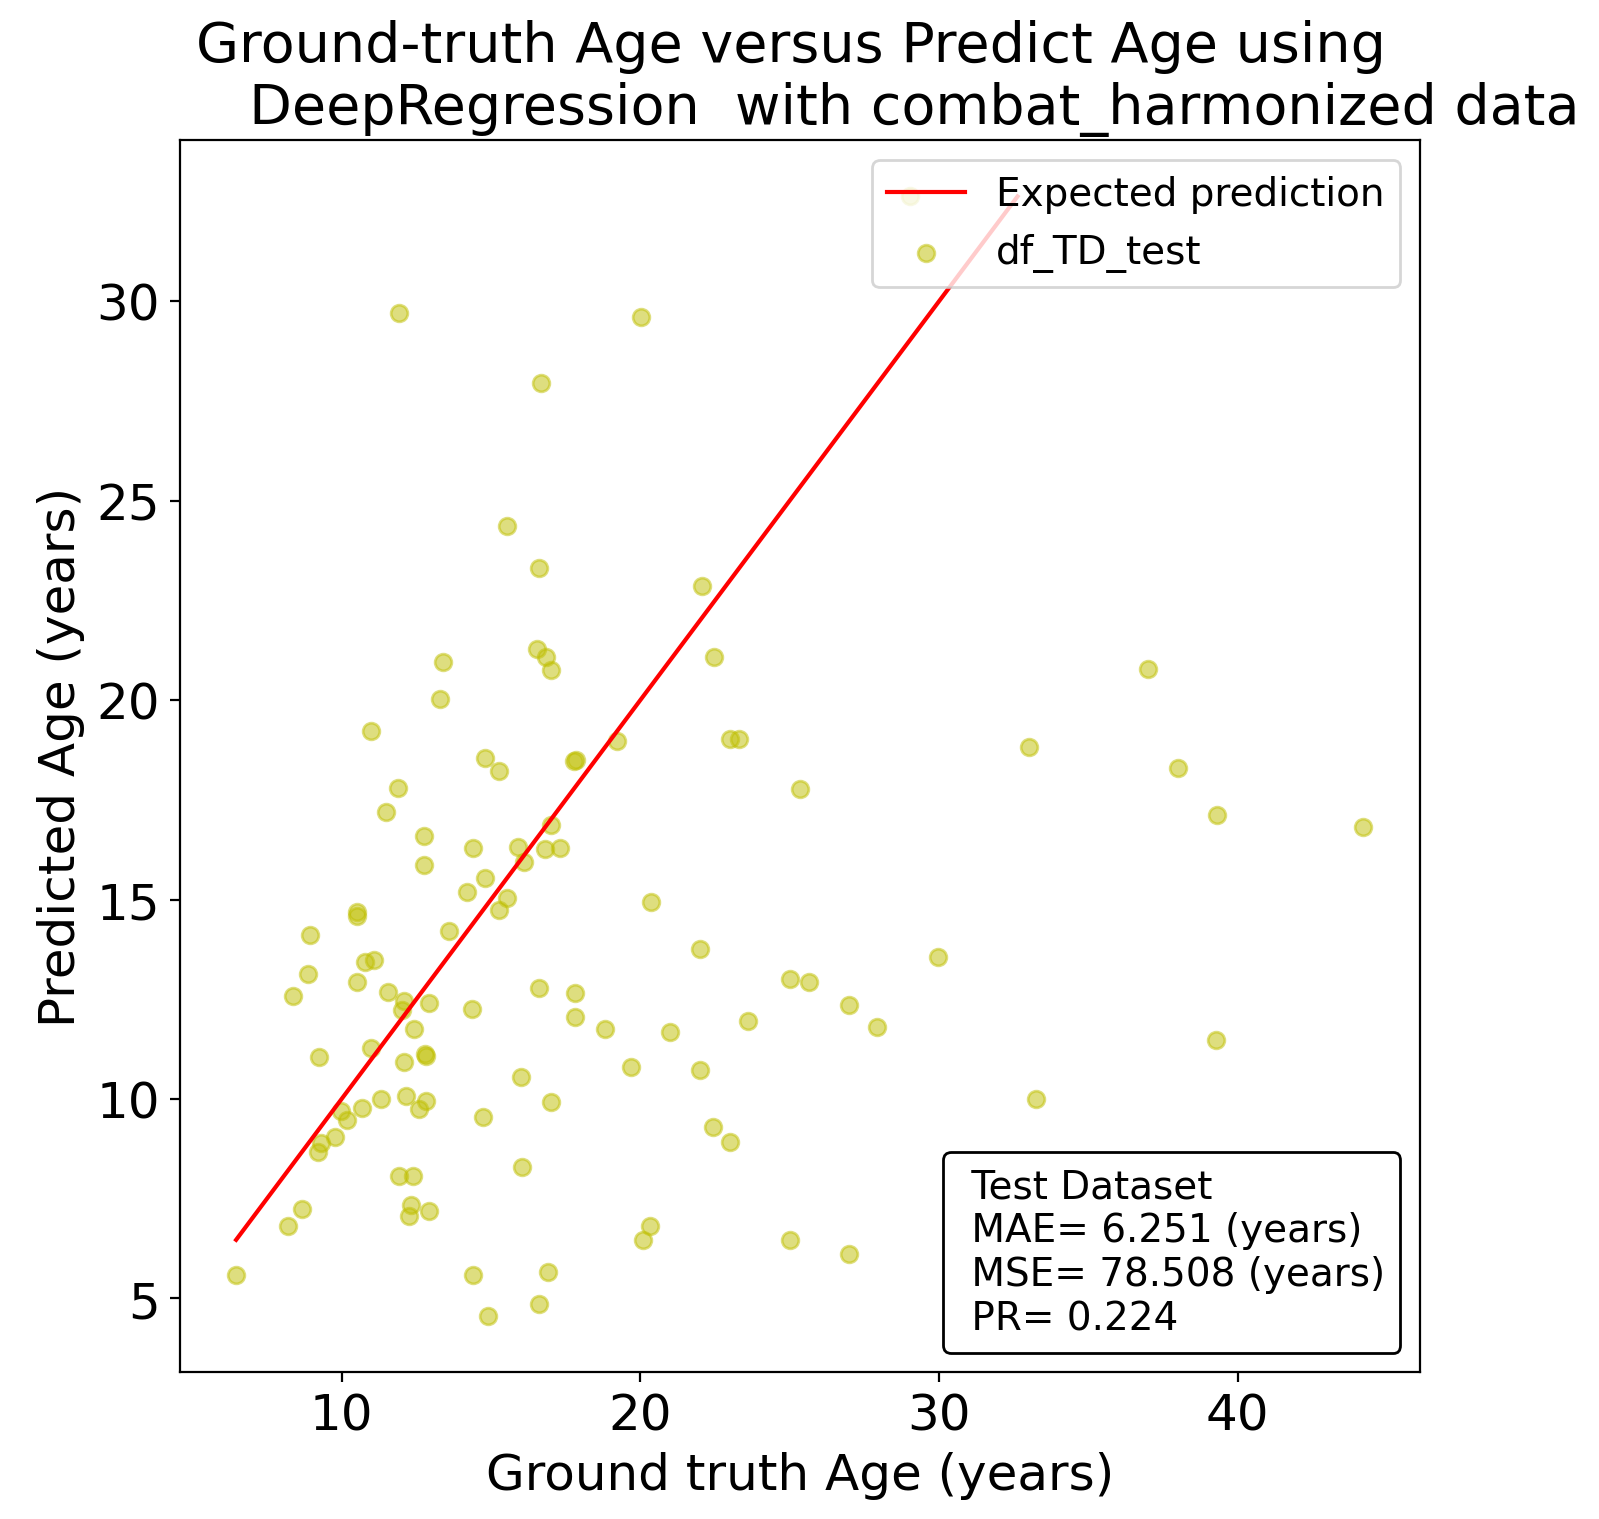 Ground-truth Age versus Predict Age using
DeepRegression  with combat_harmonized data
Expected prediction
df_TD_test
30
25
20
15
10
5
Predicted Age (years)
Test Dataset
MAE= 6.251 (years)
MSE= 78.508 (years)
PR= 0.224
10 20 30 40
Ground truth Age (years)